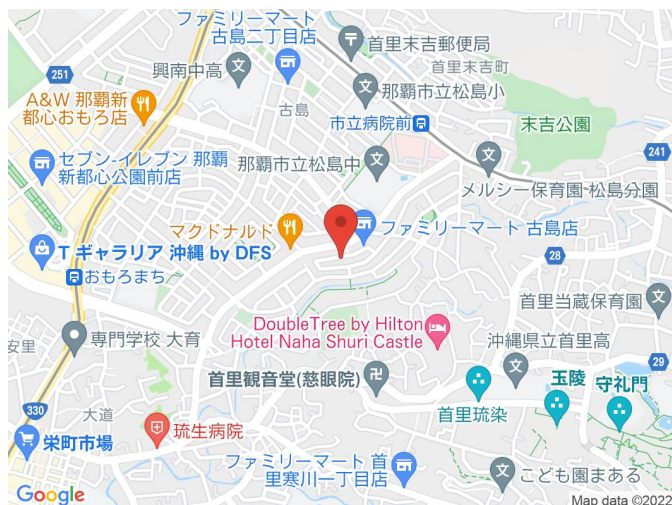 ファミリーマート
古島二丁目店
首里末吉郵便局
251
興南中高
首里末吉町
那覇市立松島小
A&W 那覇新
都心おもろ店
古島
市立病院前
末吉公園
241
セブン-イレブン 那覇
新都心公園前店
那覇市立松島中
メルシー保育園-松島分園
マクドナルド
ファミリーマート 古島店
T ギャラリア 沖縄 by DFS
おもろまち
28
首里当蔵保育園
専門学校 大育
安里
DoubleTree by Hilton
Hotel Naha Shuri Castle
沖縄県立首里高
29
首里観音堂(慈眼院)
玉陵
守礼門
首里琉染
330
大道
栄町市場
琉生病院
ファミリーマート 首
里寒川一丁目店
こども園まある
Google
Map data ©2022